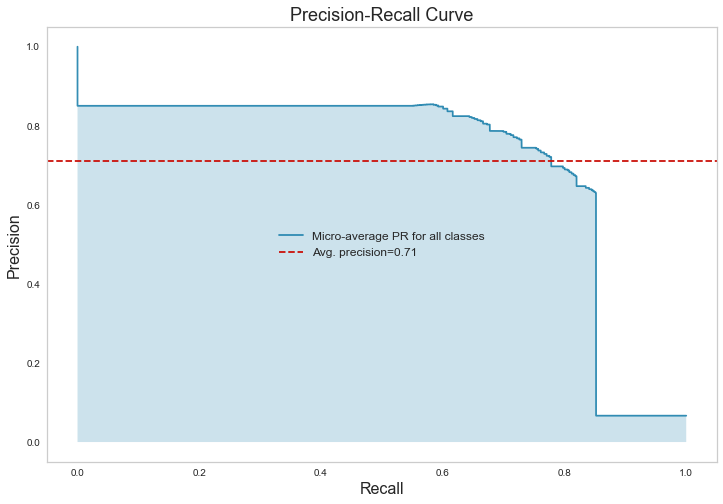 Precision-Recall Curve
Precision
1.0
0.8
0.6
0.4
0.2
0.0
Micro-average PR for all classes
Avg. precision=0.71
0.0 0.2 0.4 0.6 0.8 1.0
Recall